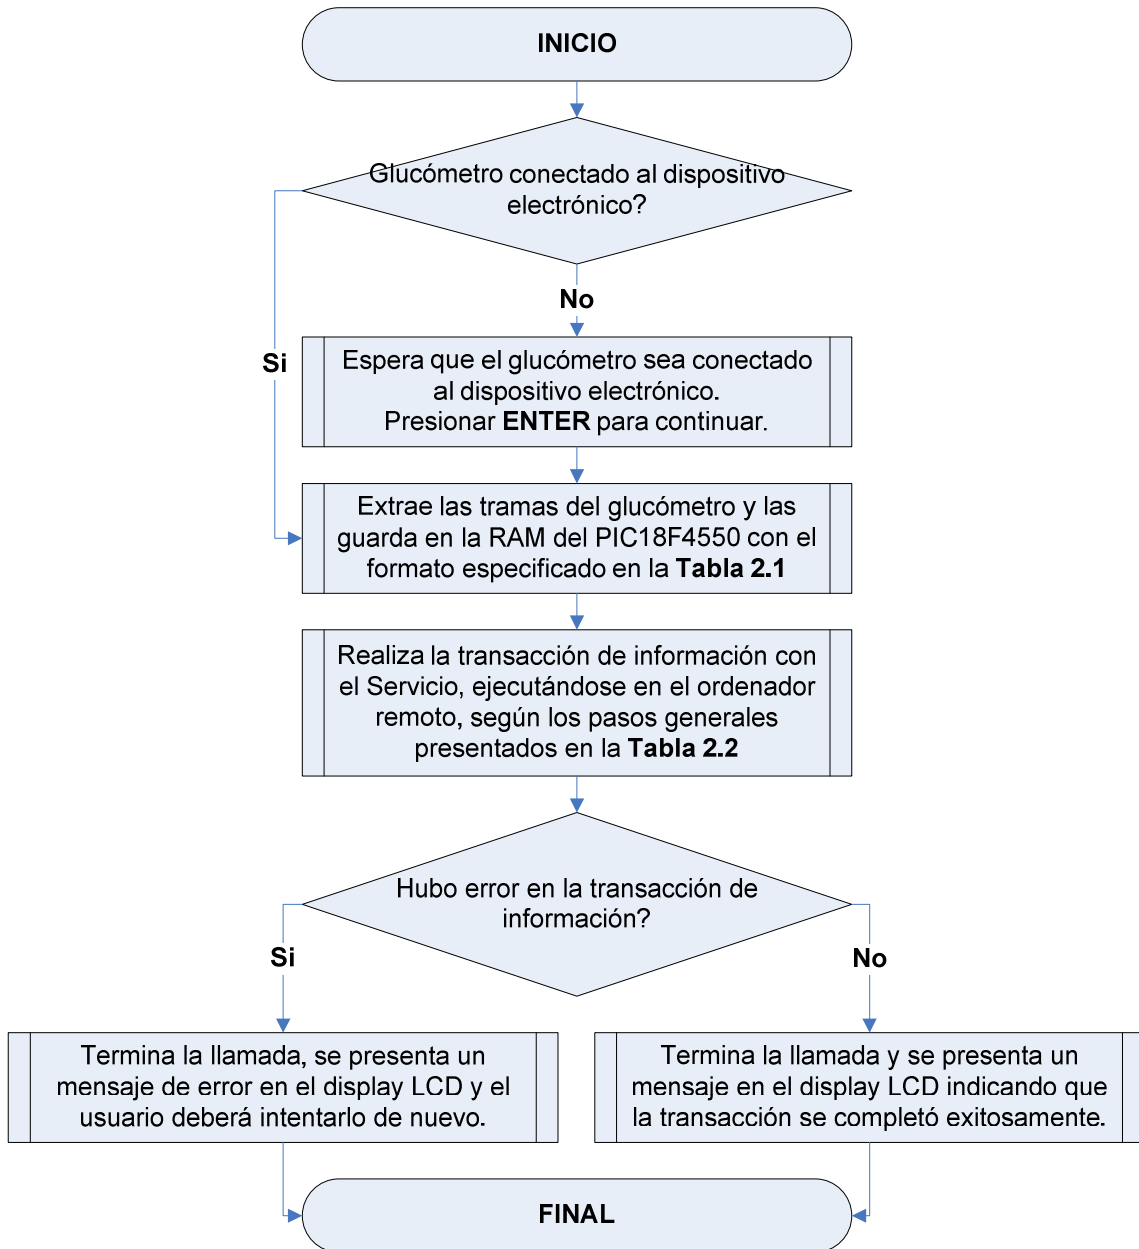 INICIO
Glucómetro conectado al dispositivo
electrónico?
No
Si
Espera que el glucómetro sea conectado
al dispositivo electrónico.
Presionar ENTER para continuar.
Extrae las tramas del glucómetro y las
guarda en la RAM del PIC18F4550 con el
formato especificado en la Tabla 2.1
Realiza la transacción de información con
el Servicio, ejecutándose en el ordenador
remoto, según los pasos generales
presentados en la Tabla 2.2
Hubo error en la transacción de
información?
Si
No
Termina la llamada, se presenta un
mensaje de error en el display LCD y el
usuario deberá intentarlo de nuevo.
Termina la llamada y se presenta un
mensaje en el display LCD indicando que
la transacción se completó exitosamente.
FINAL